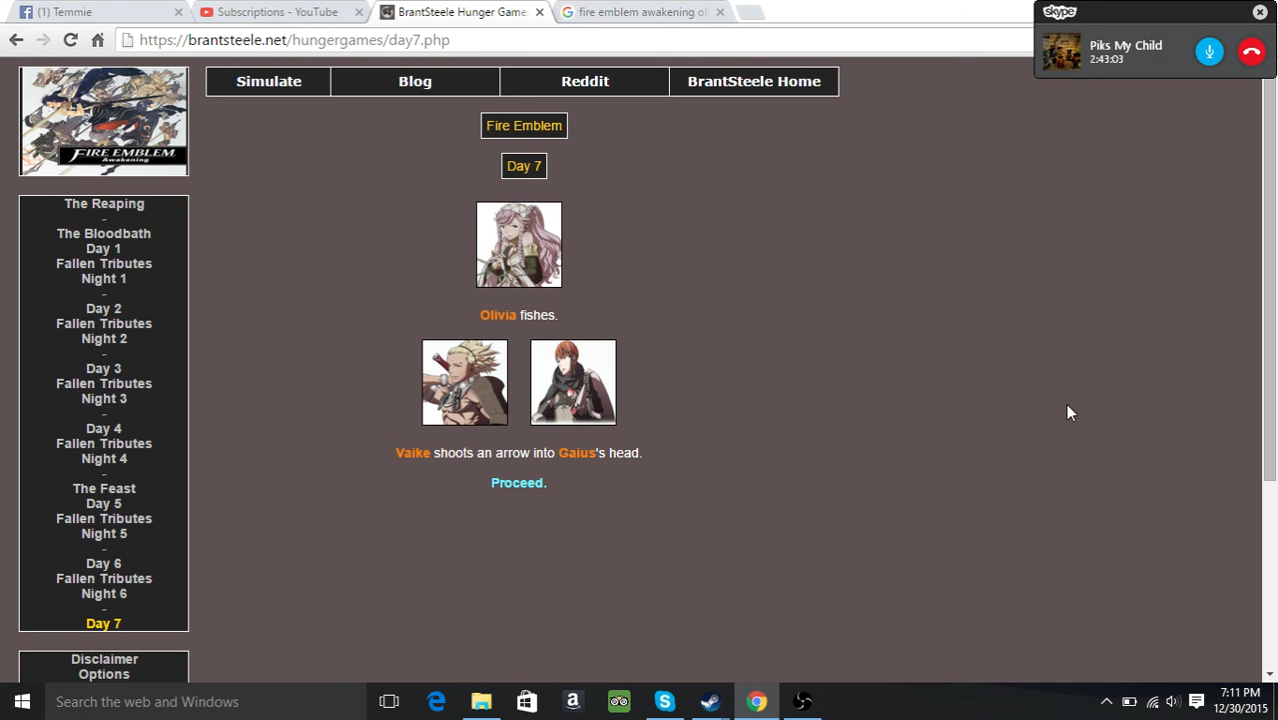 (1) Temmie
Subscriptions - YouTube
BrantSteele Hunger Game
fire emblem awakening oli
skype
Piks My Child
2:43:03
https://brantsteele.net/hungergames/day7.php
FIRE EMBLEM
Awakening
Simulate
Blog
Reddit
BrantSteele Home
Fire Emblem
Day 7
Olivia fishes.
Vaike shoots an arrow into Gaius's head.
Proceed.
The Reaping
-
The Bloodbath
Day 1
Fallen Tributes
Night 1
-
Day 2
Fallen Tributes
Night 2
-
Day 3
Fallen Tributes
Night 3
-
Day 4
Fallen Tributes
Night 4
-
The Feast
Day 5
Fallen Tributes
Night 5
-
Day 6
Fallen Tributes
Night 6
-
Day 7
Disclaimer
Options
Search the web and Windows
7:11 PM
12/30/2015